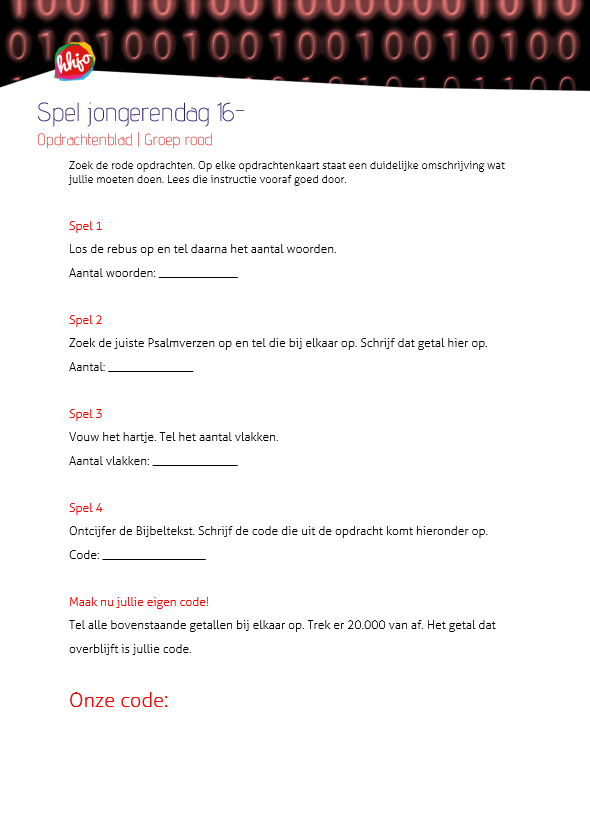 1010010010010100
010100100101001001010100
hhjo
Spel jongerendag 16-
Opdrachtenblad | Groep rood
Zoek de rode opdrachten. Op elke opdrachtenkaart staat een duidelijke omschrijving wat
jullie moeten doen. Lees die instructie vooraf goed door.
Spel 1
Los de rebus op en tel daarna het aantal woorden.
Aantal woorden: ____________
Spel 2
Zoek de juiste Psalmverzen op en tel die bij elkaar op. Schrijf dat getal hier op.
Aantal: _____________
Spel 3
Vouw het hartje. Tel het aantal vlakken.
Aantal vlakken: _____________
Spel 4
Ontcijfer de Bijbeltekst. Schrijf de code die uit de opdracht komt hieronder op.
Code: ________________
Maak nu jullie eigen code!
Tel alle bovenstaande getallen bij elkaar op. Trek er 20.000 van af. Het getal dat
overblijft is jullie code.
Onze code: